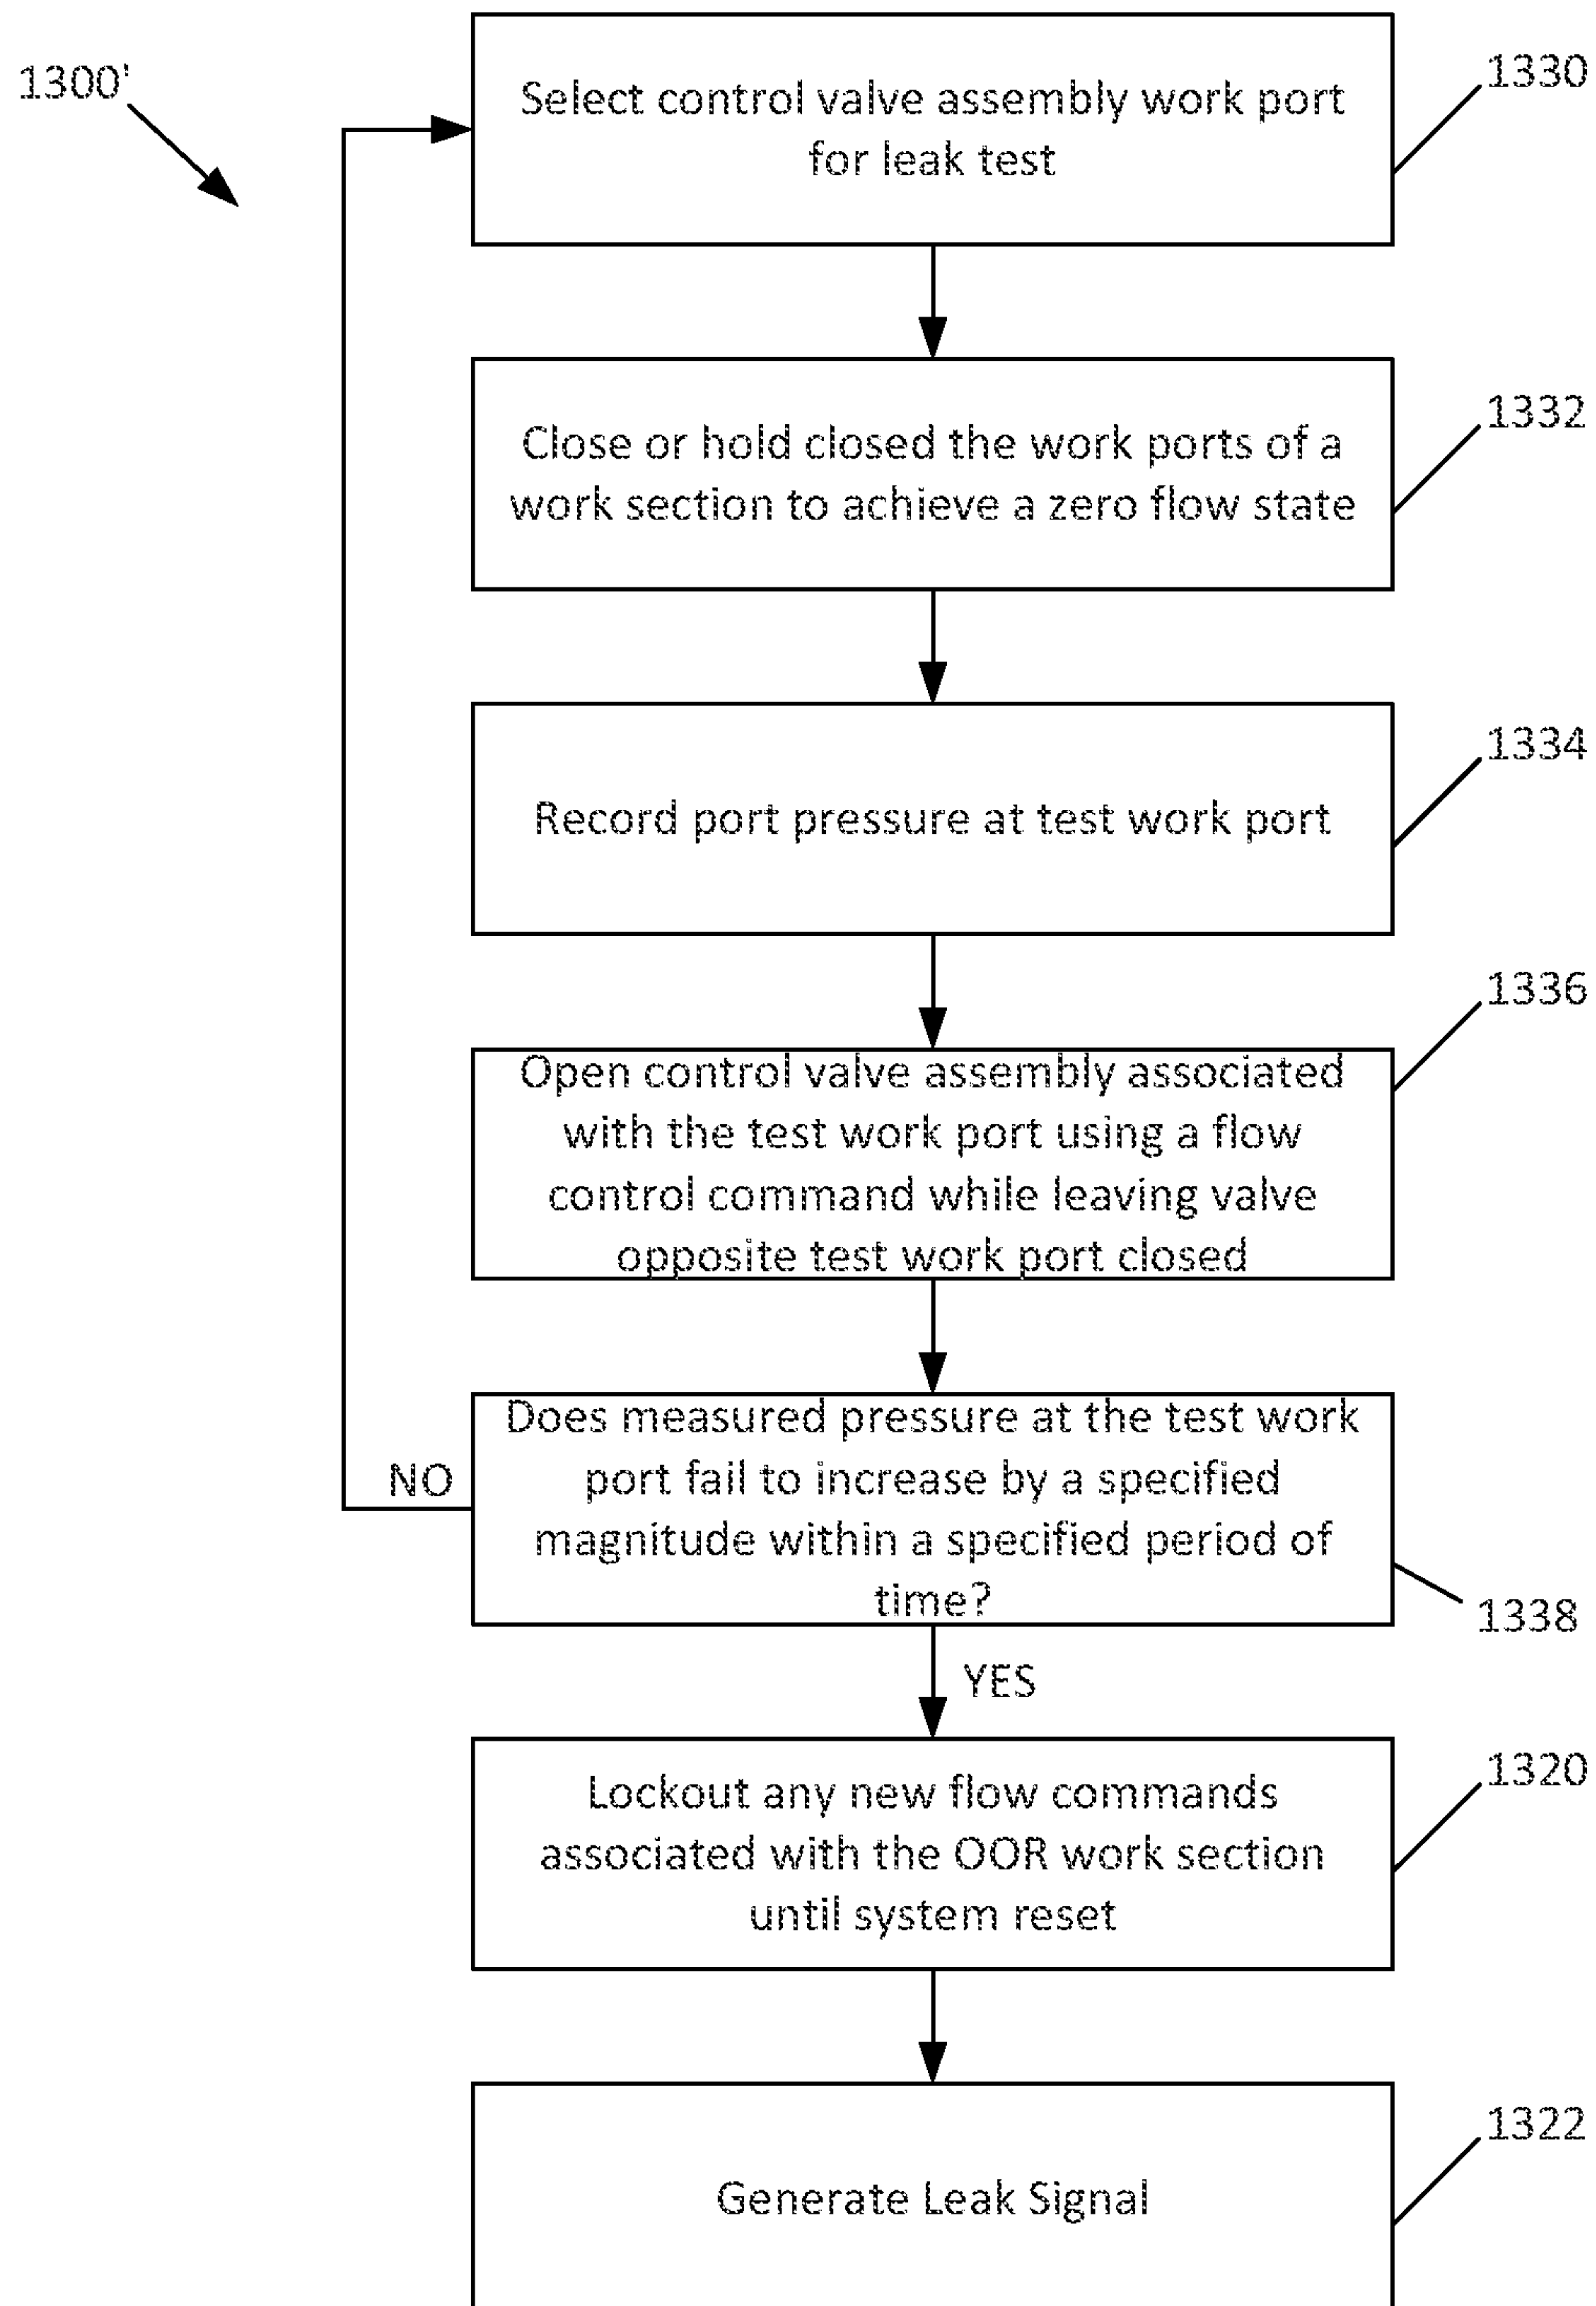 1300'
1330
Select control valve assembly work port
for leak test
1332
Close or hold closed the work ports of a
work section to achieve a zero flow state
1334
Record port pressure at test work port
1336
Open control valve assembly associated
with the test work port using a flow
control command while leaving valve
opposite test work port closed
Does measured pressure at the test work
port fail to increase by a specified
magnitude within a specified period of
time?
NO
1338
YES
1320
Lockout any new flow commands
associated with the OOR work section
until system reset
1322
Generate Leak Signal